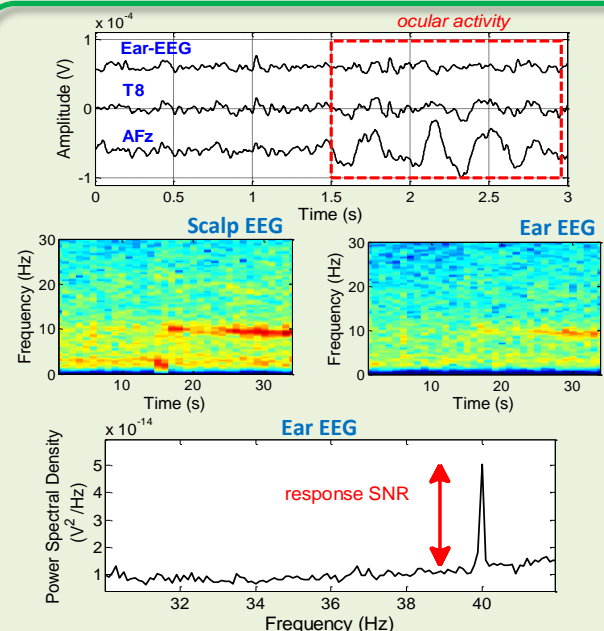 ocular activity
x 10⁻⁴
1
0
-1
Amplitude (V)
Ear-EEG
T8
AFz
0 0.5 1 1.5 2 2.5 3
Time (s)
Scalp EEG
30
20
10
0
Frequency (Hz)
10 20 30
Time (s)
Ear EEG
30
20
10
0
Frequency (Hz)
10 20 30
Time (s)
x 10⁻¹⁴
Ear EEG
5
4
3
2
1
Power Spectral Density
(V² /Hz)
response SNR
32 34 36 38 40
Frequency (Hz)